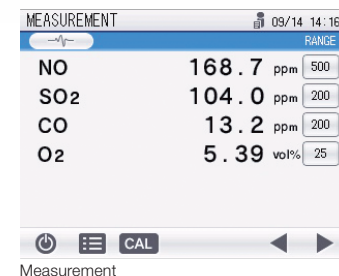 MEASUREMENT 09/14 14:16
RANGE
NO 168.7 ppm 500
SO2 104.0 ppm 200
CO 13.2 ppm 200
O2 5.39 vol% 25
CAL
Measurement